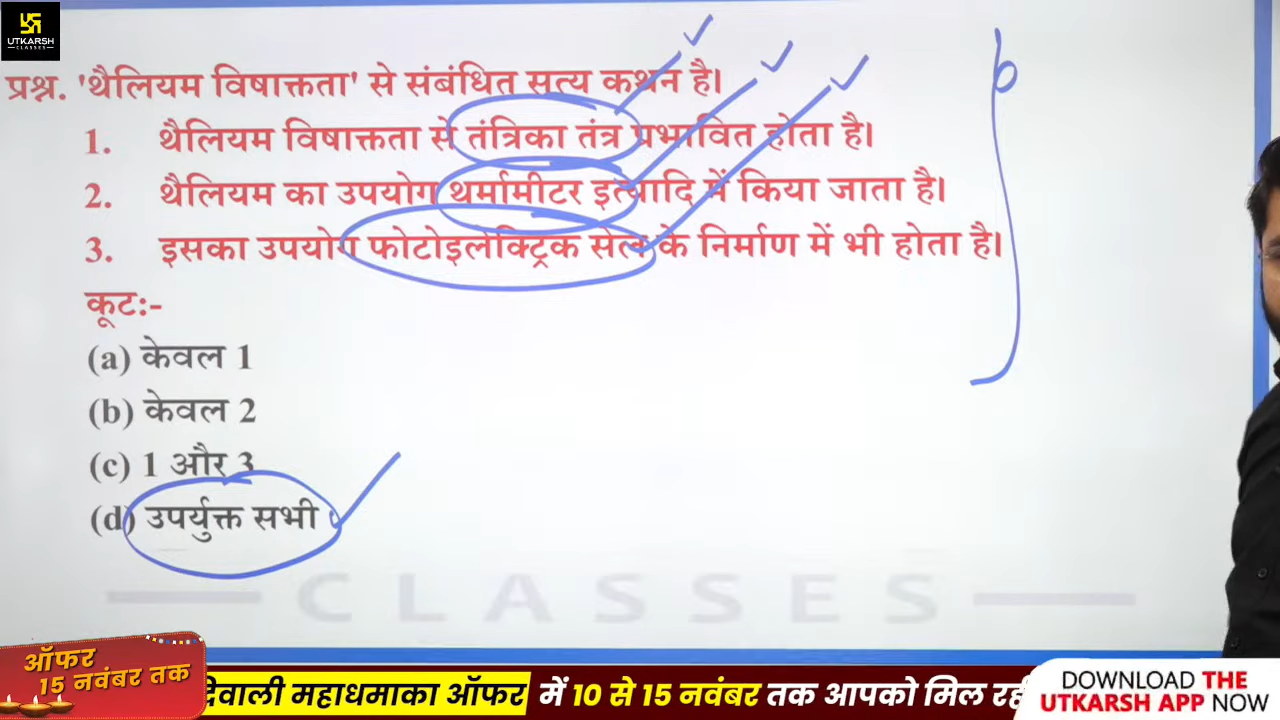 UTKARSH
CLASSES
प्रश्न. 'थैलियम विषाक्तता' से संबंधित सत्य कथन है।
1. थैलियम विषाक्तता से तंत्रिका तंत्र प्रभावित होता है।
2. थैलियम का उपयोग थर्मामीटर इत्यादि में किया जाता है।
3. इसका उपयोग फोटोइलेक्ट्रिक सेल के निर्माण में भी होता है।
कूट:-
(a) केवल 1
(b) केवल 2
(c) 1 और 3
(d) उपर्युक्त सभी
b
CLASSES
ऑफर
15 नवंबर तक
दिवाली महाधमाका ऑफर में 10 से 15 नवंबर तक आपको मिल
DOWNLOAD THE
UTKARSH APP NOW